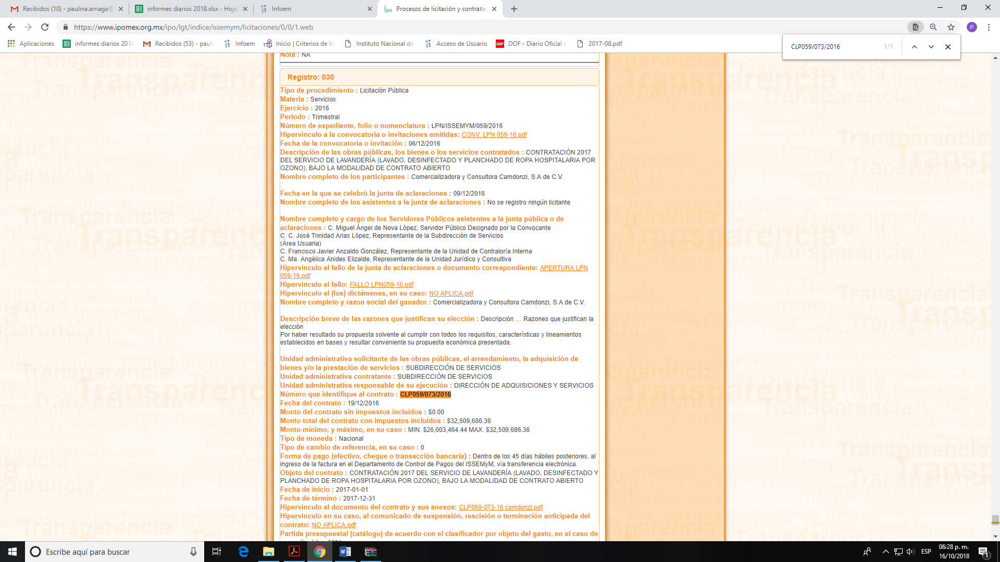 Recibidos (10) - paulina.arriaga@
informes diarios 2018.xlsx - Hoja
Infoem
Procesos de licitación y contratac
https://www.ipomex.org.mx/ipo/lgt/indice/issemym/licitaciones/0/0/1.web
Aplicaciones
informes diarios 2018
Recibidos (53) - pauli
Infoem
Inicio | Criterios de In
Instituto Nacional de
Acceso de Usuario
DOF - Diario Oficial d
2017-08.pdf
CLP059/073/2016 1/1
Nota : NA
Registro: 030
Tipo de procedimiento : Licitación Pública
Materia : Servicios
Ejercicio : 2016
Periodo : Trimestral
Número de expediente, folio o nomenclatura : LPN/ISSEMYM/059/2016
Hipervínculo a la convocatoria o invitaciones emitidas: CONV. LPN 059-16.pdf
Fecha de la convocatoria o invitación : 06/12/2016
Descripción de las obras públicas, los bienes o los servicios contratados : CONTRATACIÓN 2017
DEL SERVICIO DE LAVANDERÍA (LAVADO, DESINFECTADO Y PLANCHADO DE ROPA HOSPITALARIA POR
OZONO), BAJO LA MODALIDAD DE CONTRATO ABIERTO
Nombre completo de los participantes : Comercializadora y Consultora Camdonzi, S.A de C.V.
Fecha en la que se celebró la junta de aclaraciones : 09/12/2016
Nombre completo de los asistentes a la junta de aclaraciones : No se registro ningún licitante
Nombre completo y cargo de los Servidores Públicos asistentes a la junta pública o de
aclaraciones : C. Miguel Ángel de Nova López, Servidor Público Designado por la Convocante
C. C. José Trinidad Arias López, Representante de la Subdirección de Servicios
(Área Usuaria)
C. Francisco Javier Anzaldo González, Representante de la Unidad de Contraloría Interna
C. Ma. Angélica Anides Elizalde, Representante de la Unidad Jurídico y Consultiva
Hipervínculo al fallo de la junta de aclaraciones o documento correspondiente: APERTURA LPN
059-16.pdf
Hipervínculo al fallo: FALLO LPN059-16.pdf
Hipervínculo al (los) dictámenes, en su caso: NO APLICA.pdf
Nombre completo y razon social del ganador : Comercializadora y Consultora Camdonzi, S.A de C.V.
Descripción breve de las razones que justifican su elección : Descripción … Razones que justifican la
elección
Por haber resultado su propuesta solvente al cumplir con todos los requisitos, características y lineamientos
establecidos en bases y resultar conveniente su propuesta económica presentada.
Unidad administrativa solicitante de las obras públicas, el arrendamiento, la adquisición de
bienes y/o la prestación de servicios : SUBDIRECCIÓN DE SERVICIOS
Unidad administrativa contratante : SUBDIRECCIÓN DE SERVICIOS
Unidad administrativa responsable de su ejecución : DIRECCIÓN DE ADQUISICIONES Y SERVICIOS
Número que identifique al contrato : CLP059/073/2016
Fecha del contrato : 19/12/2016
Monto del contrato sin impuestos incluidos : $0.00
Monto total del contrato con impuestos incluidos : $32,509,686.36
Monto mínimo, y máximo, en su caso : MIN. $26,003,464.44 MAX. $32,509,686.36
Tipo de moneda : Nacional
Tipo de cambio de referencia, en su caso : 0
Forma de pago (efectivo, cheque o transacción bancaria) : Dentro de los 45 días hábiles posteriores, al
ingreso de la factura en el Departamento de Control de Pagos del ISSEMyM, vía transferencia electrónica.
Objeto del contrato : CONTRATACIÓN 2017 DEL SERVICIO DE LAVANDERÍA (LAVADO, DESINFECTADO Y
PLANCHADO DE ROPA HOSPITALARIA POR OZONO), BAJO LA MODALIDAD DE CONTRATO ABIERTO
Fecha de inicio : 2017-01-01
Fecha de término : 2017-12-31
Hipervínculo al documento del contrato y sus anexos: CLP059-073-16 camdonzi.pdf
Hipervínculo en su caso, al comunicado de suspensión, rescisión o terminación anticipada del
contrato: NO APLICA.pdf
Partida presupuestal (catálogo) de acuerdo con el clasificador por objeto del gasto, en el caso de
Escribe aquí para buscar
ESP
06:28 p. m.
16/10/2018
1